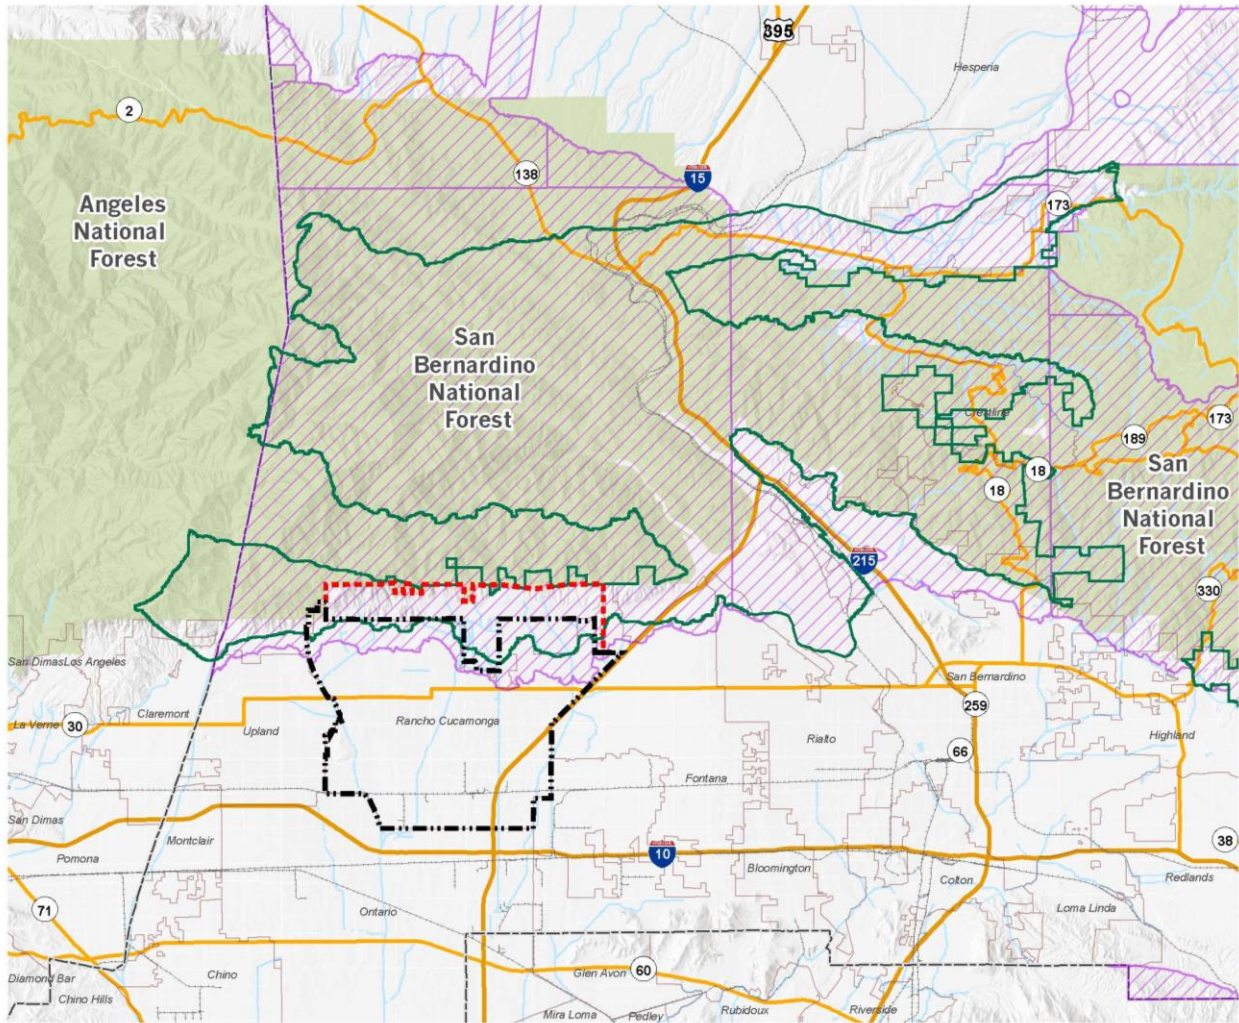 395
Hesperia
2
138
15
173
Angeles
National
Forest
San
Bernardino
National
Forest
Crestline
173
189
18
18
San
Bernardino
National
Forest
215
330
San Dimas
Los Angeles
San Bernardino
Claremont
La Verne
30
Upland
Rancho Cucamonga
259
Rialto
Highland
66
Fontana
San Dimas
Montclair
38
Pomona
10
Bloomington
Colton
Redlands
71
Ontario
Loma Linda
Diamond Bar
Chino
Glen Avon
60
Chino Hills
Mira Loma
Pedley
Rubidoux
Riverside